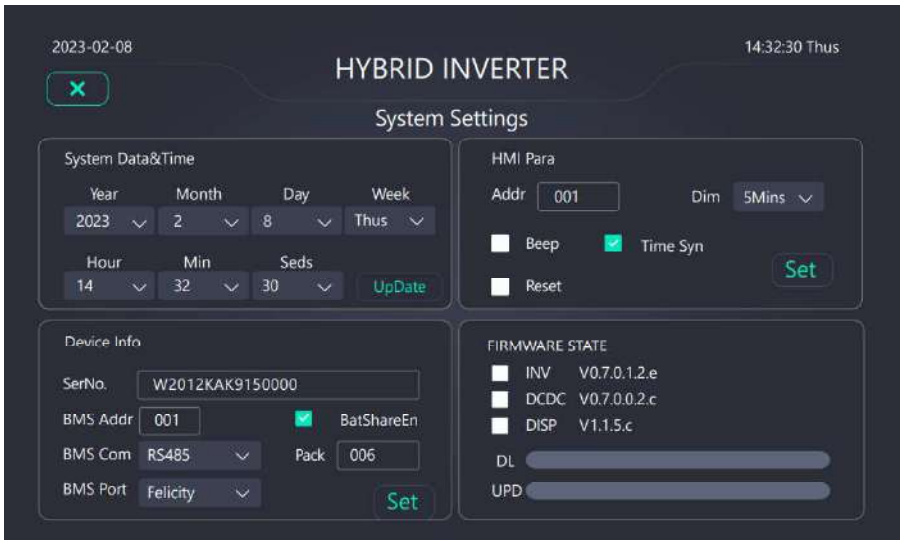 2023-02-08
14:32:30 Thus
HYBRID INVERTER
System Settings
System Data&Time
Year Month Day Week
2023 2 8 Thus
Hour Min Seds
14 32 30 UpDate
HMI Para
Addr 001 Dim 5Mins
Beep Time Syn
Reset
Set
Device Info
SerNo. W2012KAK9150000
BMS Addr 001 BatShareEn
BMS Com RS485 Pack 006
BMS Port Felicity
Set
FIRMWARE STATE
INV V0.7.0.1.2.e
DCDC V0.7.0.0.2.c
DISP V1.1.5.c
DL
UPD